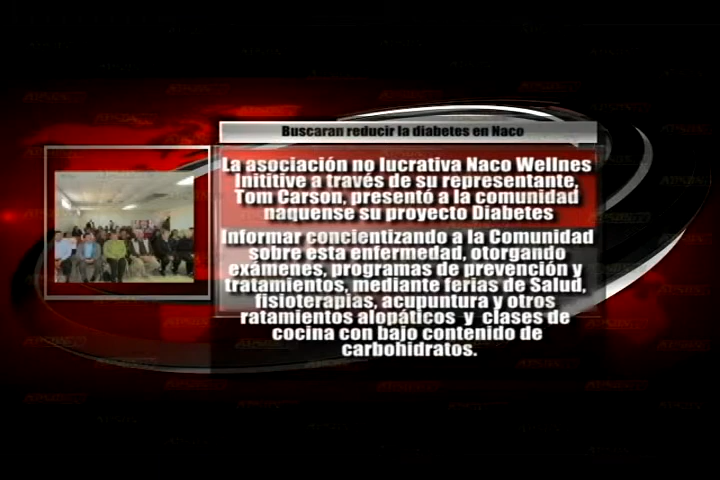 Buscaran reducir la diabetes en Naco
La asociación no lucrativa Naco Wellnes
Inititive a través de su representante,
Tom Carson, presentó a la comunidad
naquense su proyecto Diabetes
Informar concientizando a la Comunidad
sobre esta enfermedad, otorgando
exámenes, programas de prevención y
tratamientos, mediante ferias de Salud,
fisioterapias, acupuntura y otros
ratamientos alopáticos y clases de
cocina con bajo contenido de
carbohidratos.